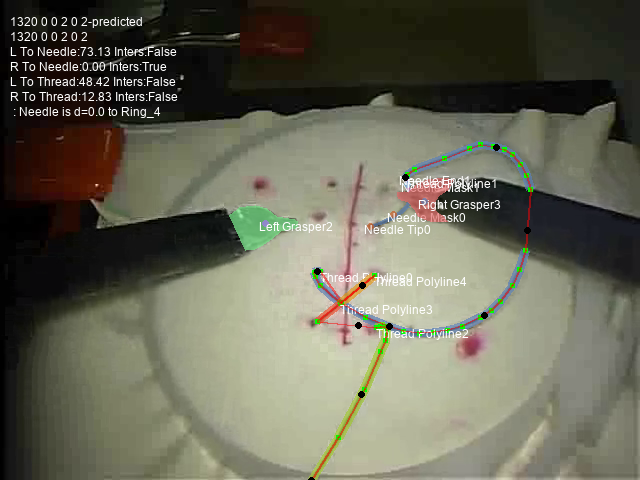 1320 0 0 2 0 2-predicted
1320 0 0 2 0 2
L To Needle:73.13 Inters:False
R To Needle:0.00 Inters:True
L To Thread:48.42 Inters:False
R To Thread:12.83 Inters:False
: Needle is d=0.0 to Ring_4
Needle End1
Thread Polyline1
Needle Mask1
Right Grasper3
Needle Mask0
Left Grasper2
Needle Tip0
Thread Polyline0
Thread Polyline4
Thread Polyline3
Thread Polyline2